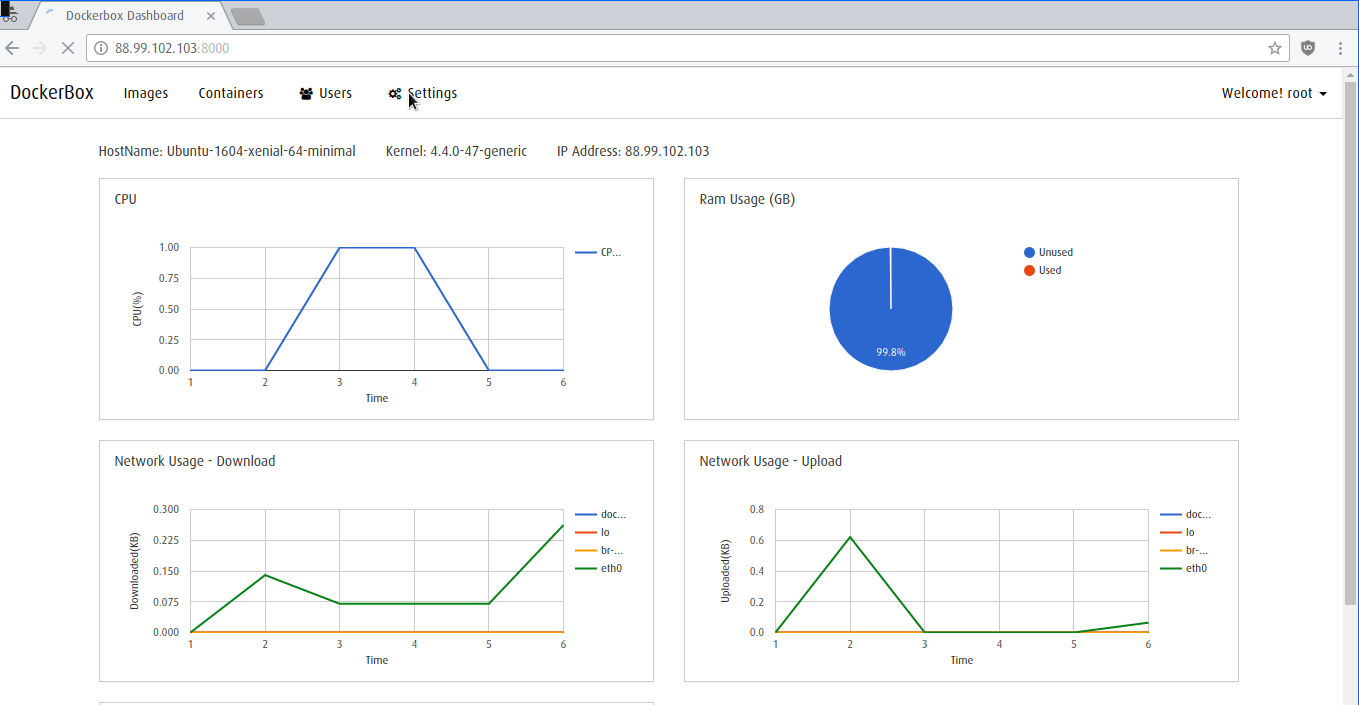 Dockerbox Dashboard
88.99.102.103:8000
DockerBox Images Containers Users Settings Welcome! root
HostName: Ubuntu-1604-xenial-64-minimal Kernel: 4.4.0-47-generic IP Address: 88.99.102.103
CPU
1.00
0.75
0.50
0.25
0.00
CPU(%)
1 2 3 4 5 6
Time
CP...
Ram Usage (GB)
99.8%
Unused
Used
Network Usage - Download
0.300
0.225
0.150
0.075
0.000
Downloaded(KB)
1 2 3 4 5 6
Time
doc...
lo
br-...
eth0
Network Usage - Upload
0.8
0.6
0.4
0.2
0.0
Uploaded(KB)
1 2 3 4 5 6
Time
doc...
lo
br-...
eth0